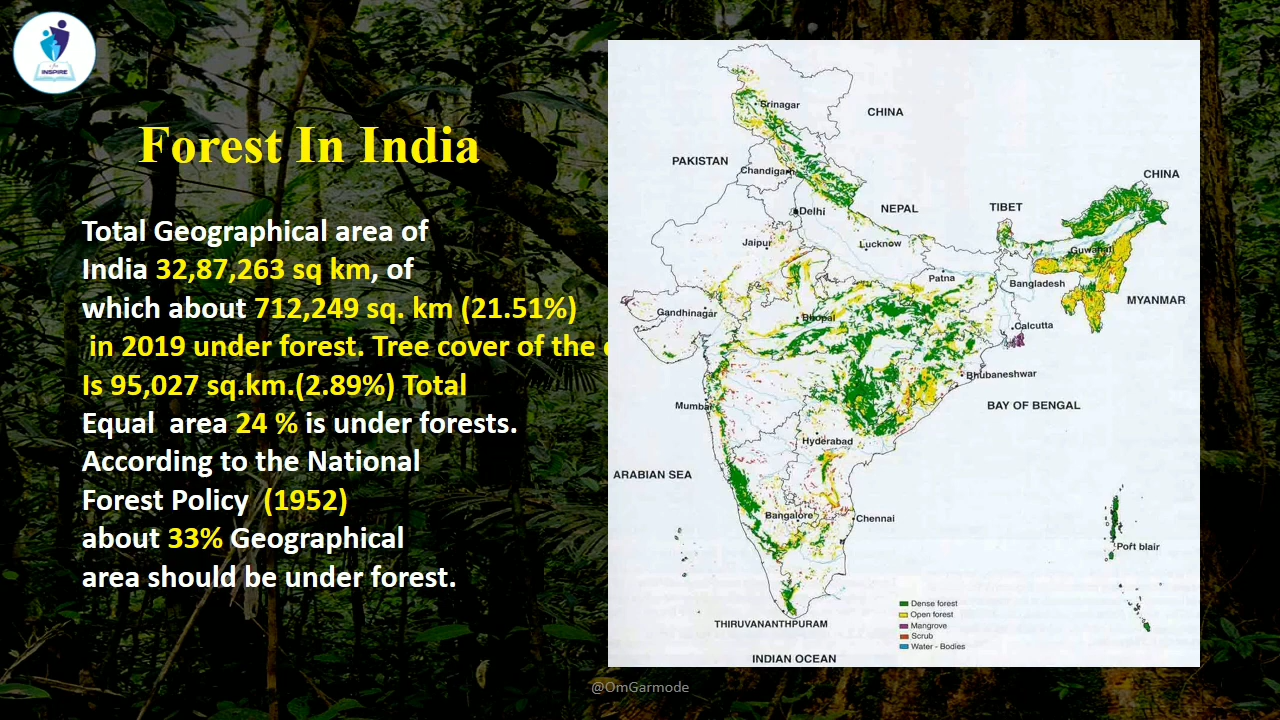 INSPIRE
Forest In India
Total Geographical area of
India 32,87,263 sq km, of
which about 712,249 sq. km (21.51%)
in 2019 under forest. Tree cover of the
Is 95,027 sq.km.(2.89%) Total
Equal area 24 % is under forests.
According to the National
Forest Policy (1952)
about 33% Geographical
area should be under forest.
Srinagar
CHINA
PAKISTAN
Chandigarh
CHINA
Delhi
NEPAL
TIBET
Jaipur
Lucknow
Guwahati
Patna
Bangladesh
MYANMAR
Gandhinagar
Bhopal
Calcutta
Bhubaneshwar
Mumbai
BAY OF BENGAL
Hyderabad
ARABIAN SEA
Bangalore
Chennai
Port blair
Dense forest
Open forest
Mangrove
Scrub
Water - Bodies
THIRUVANANTHPURAM
INDIAN OCEAN
@OmGarmode